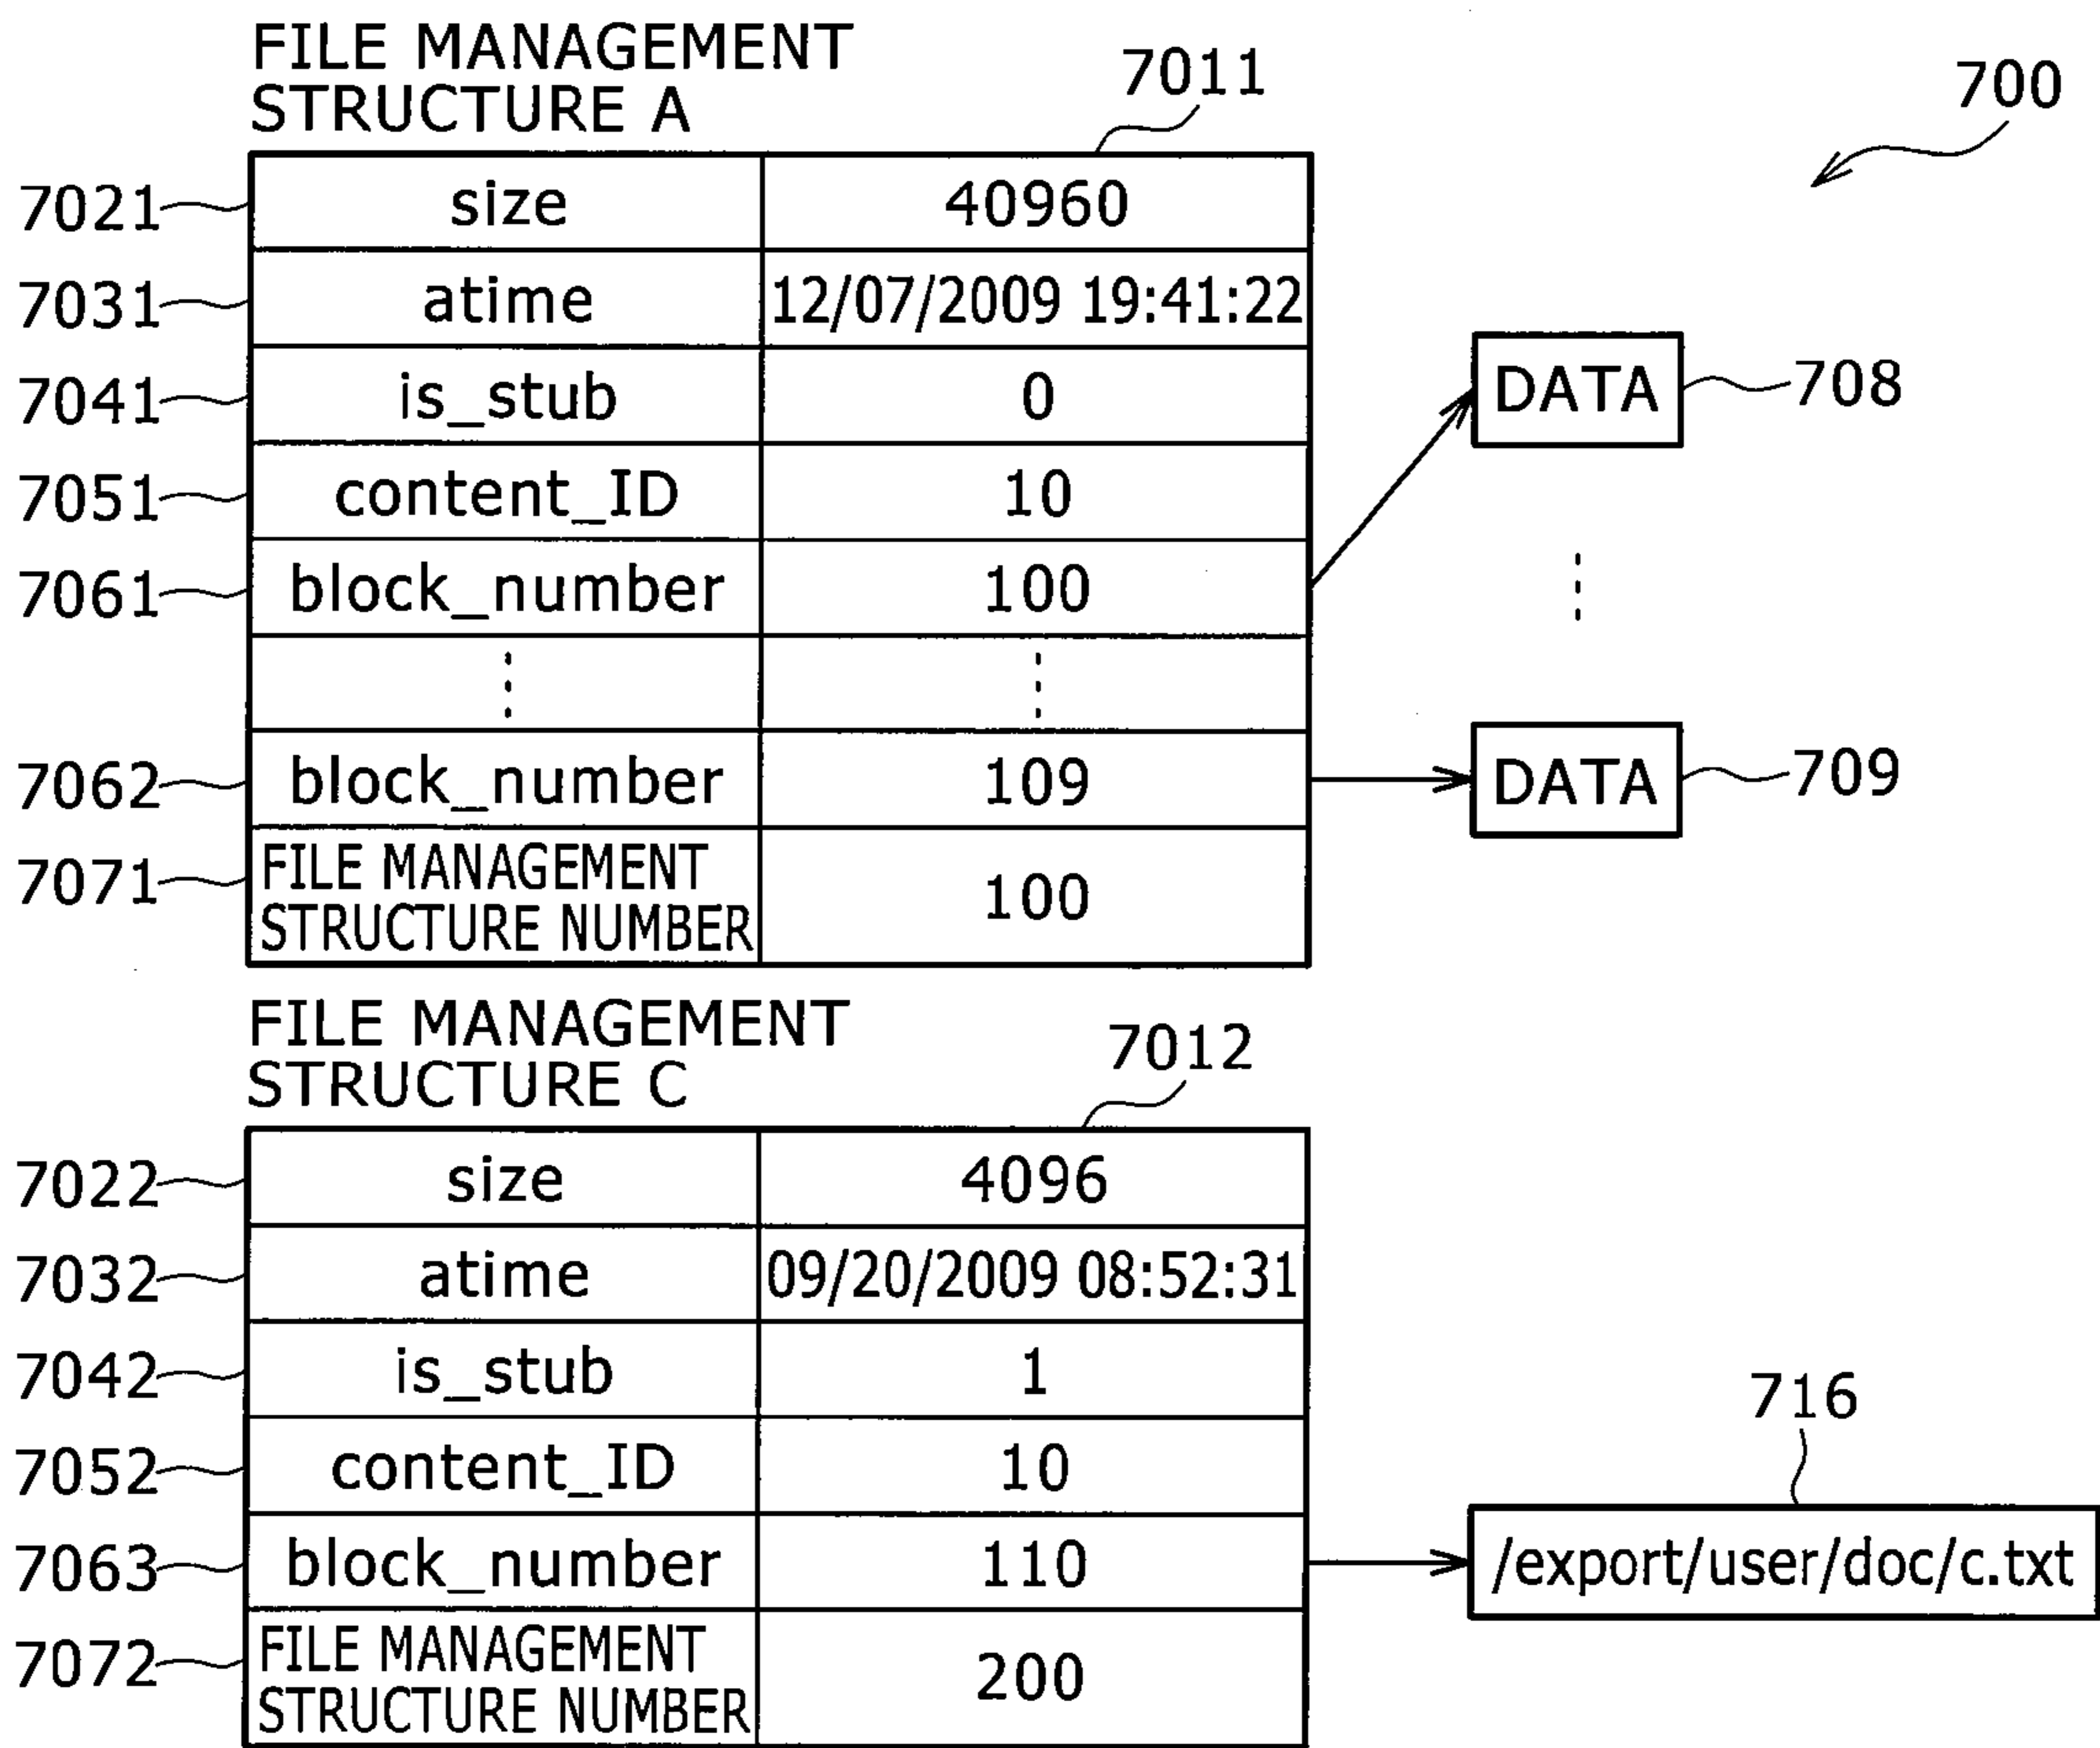 FILE MANAGEMENT
STRUCTURE A
7011
700
7021 size 40960
7031 atime 12/07/2009 19:41:22
7041 is_stub 0
DATA 708
7051 content_ID 10
7061 block_number 100
7062 block_number 109
DATA 709
7071 FILE MANAGEMENT
STRUCTURE NUMBER 100
FILE MANAGEMENT
STRUCTURE C
7012
7022 size 4096
7032 atime 09/20/2009 08:52:31
7042 is_stub 1
716
7052 content_ID 10
7063 block_number 110
/export/user/doc/c.txt
7072 FILE MANAGEMENT
STRUCTURE NUMBER 200